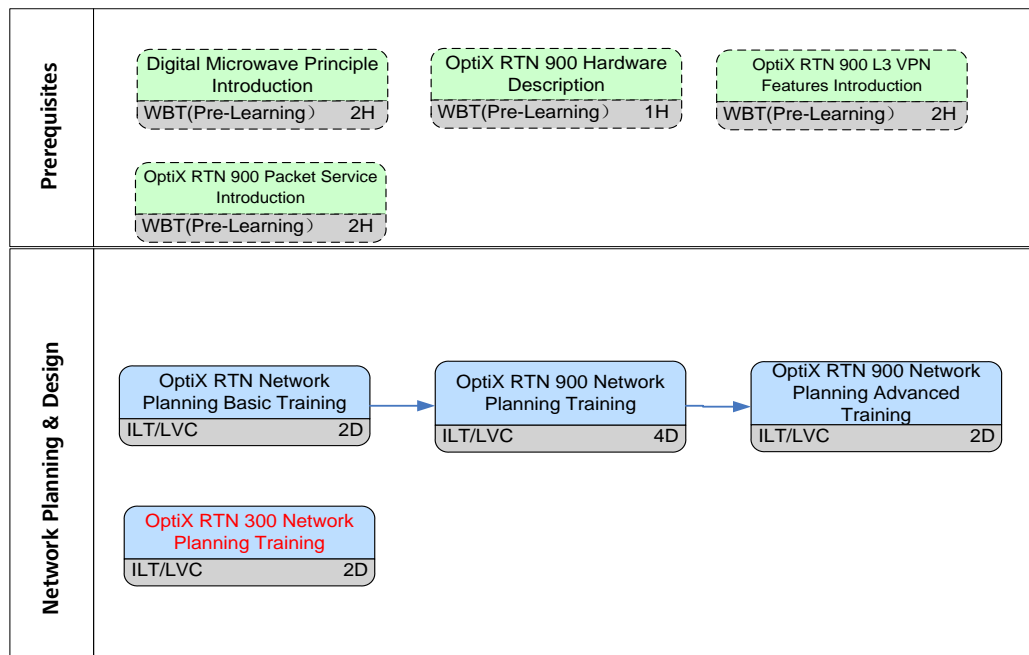 Prerequisites
Digital Microwave Principle
Introduction
WBT(Pre-Learning） 2H
OptiX RTN 900 Hardware
Description
WBT(Pre-Learning） 1H
OptiX RTN 900 L3 VPN
Features Introduction
WBT(Pre-Learning） 2H
OptiX RTN 900 Packet Service
Introduction
WBT(Pre-Learning） 2H
Network Planning & Design
OptiX RTN Network
Planning Basic Training
ILT/LVC 2D
OptiX RTN 900 Network
Planning Training
ILT/LVC 4D
OptiX RTN 900 Network
Planning Advanced
Training
ILT/LVC 2D
OptiX RTN 300 Network
Planning Training
ILT/LVC 2D